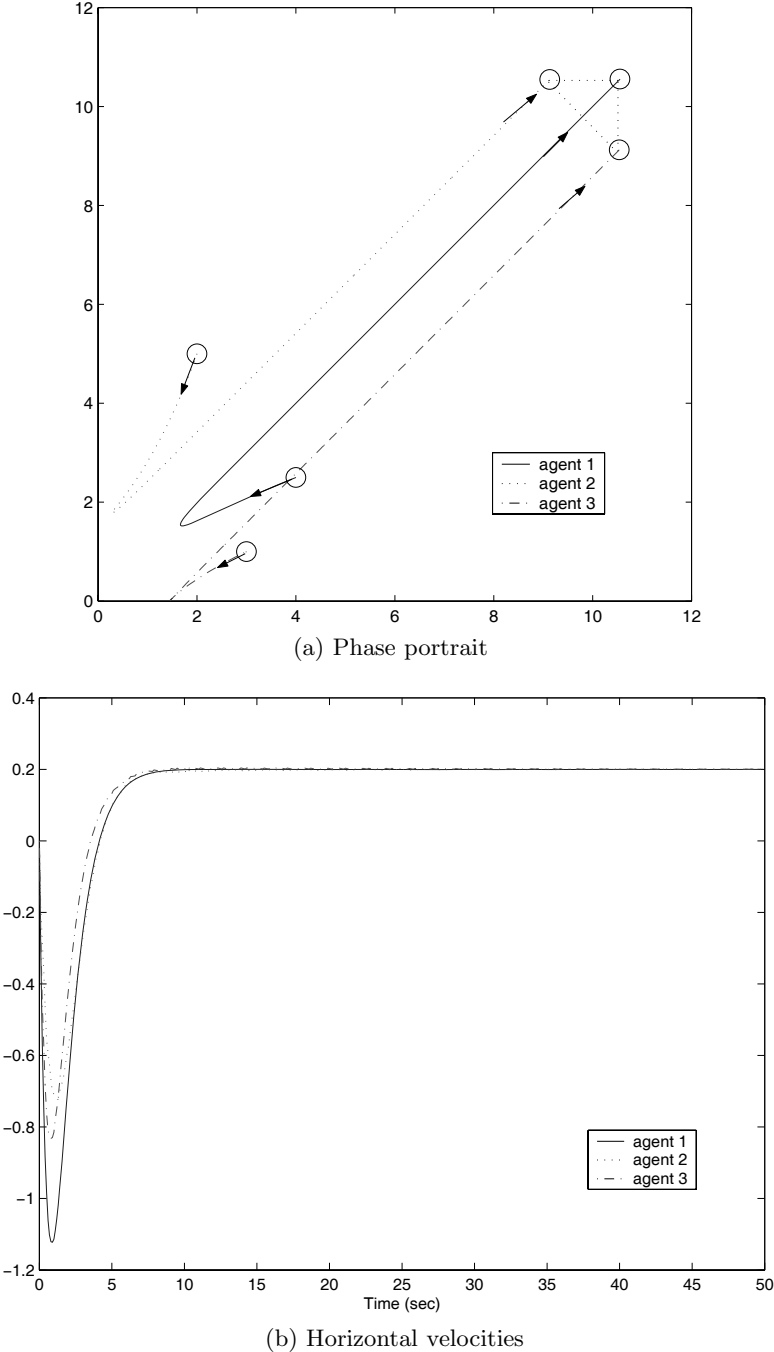 12
10
8
6
4
2
0
agent 1
agent 2
agent 3
0 2 4 6 8 10 12
(a) Phase portrait
0.4
0.2
0
−0.2
−0.4
−0.6
−0.8
−1
−1.2
agent 1
agent 2
agent 3
0 5 10 15 20 25 30 35 40 45 50
Time (sec)
(b) Horizontal velocities